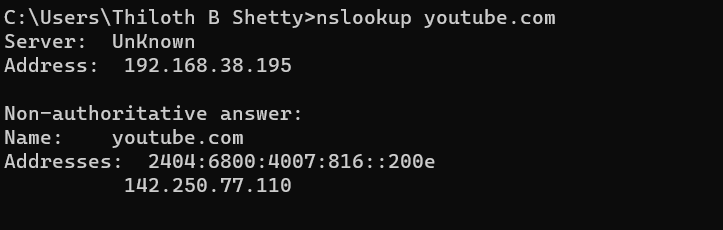 C:\Users\Thiloth B Shetty>nslookup youtube.com
Server:  UnKnown
Address:  192.168.38.195

Non-authoritative answer:
Name:    youtube.com
Addresses:  2404:6800:4007:816::200e
          142.250.77.110